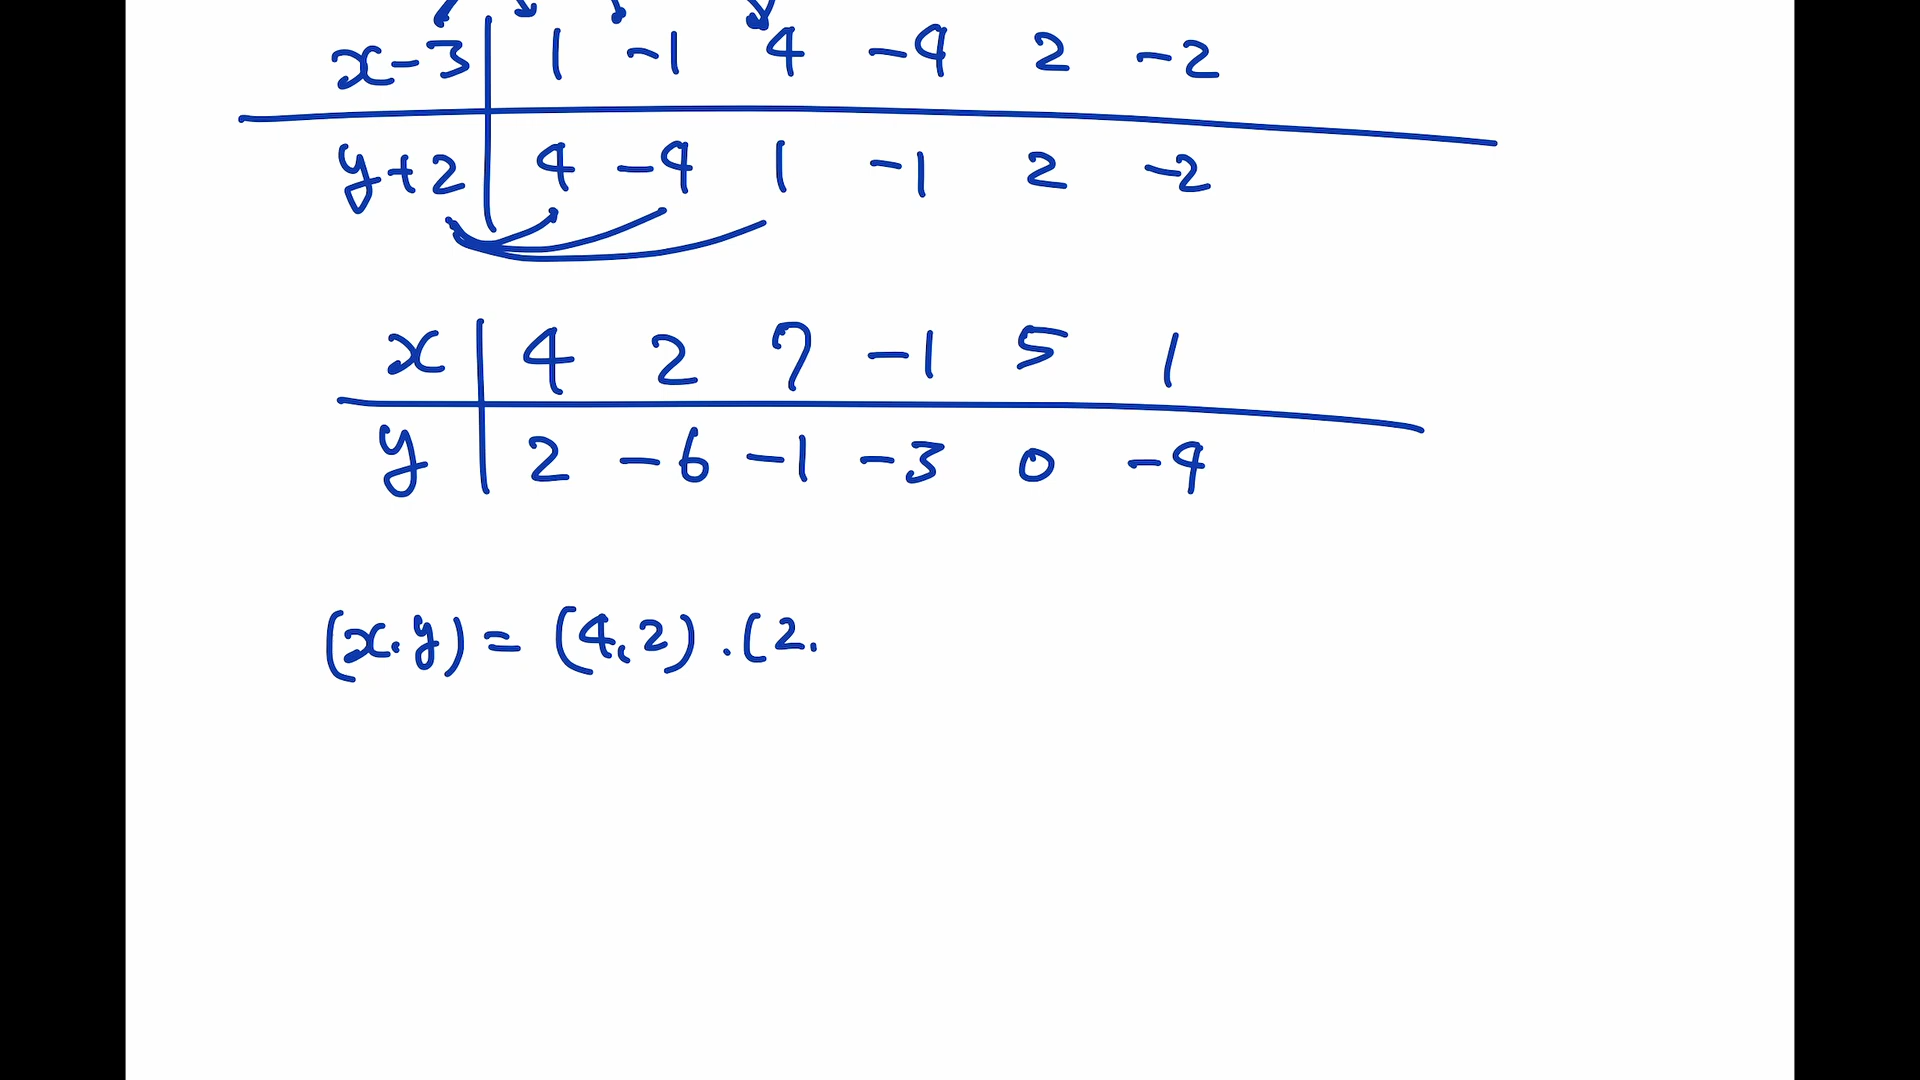 x-3 | 1 -1 4 -4 2 -2
y+2 | 4 -4 1 -1 2 -2
x | 4 2 7 -1 5 1
y | 2 -6 -1 -3 0 -4
(x.y) = (4,2) . (2.